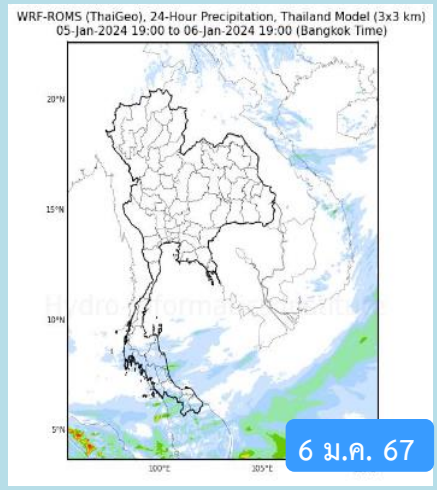 WRF-ROMS (ThaiGeo), 24-Hour Precipitation, Thailand Model (3x3 km)
05-Jan-2024 19:00 to 06-Jan-2024 19:00 (Bangkok Time)
20°N
15°N
10°N
5°N
100°E
105°E
6 ม.ค. 67